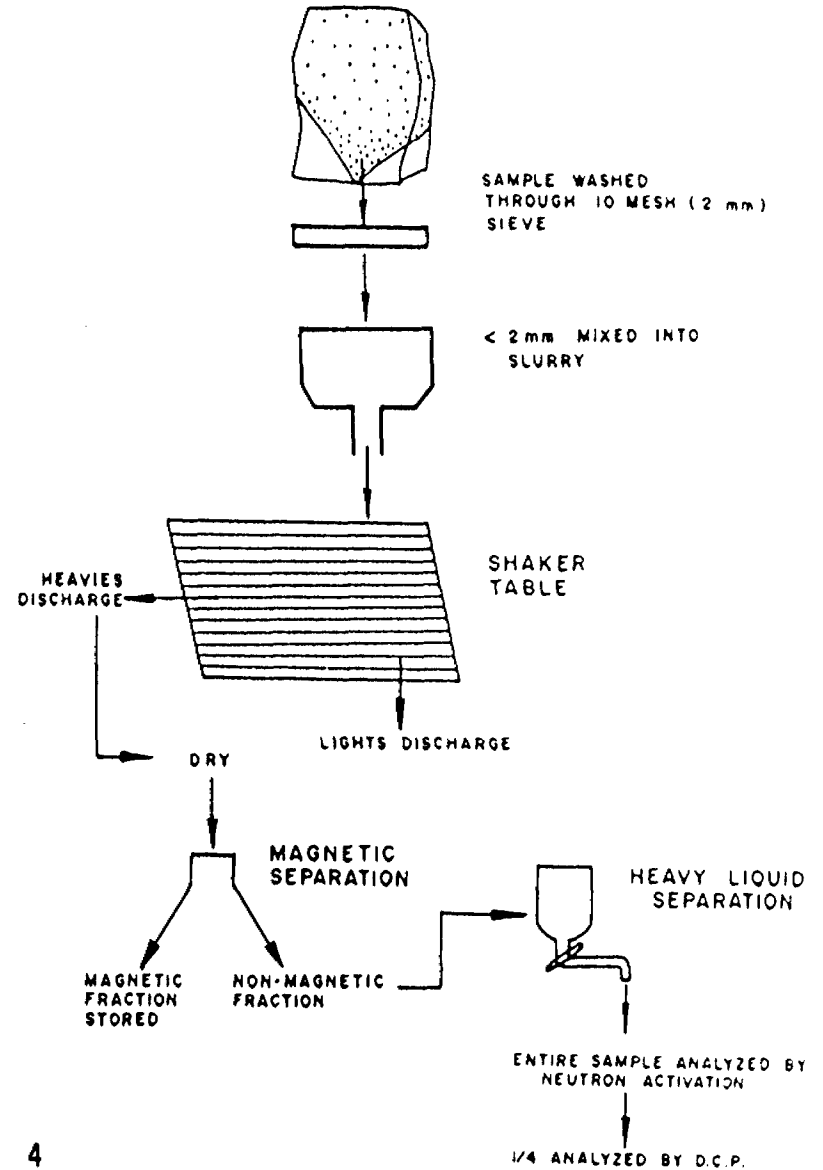 SAMPLE WASHED
THROUGH 10 MESH (2 mm)
SIEVE
< 2mm MIXED INTO
SLURRY
SHAKER
TABLE
HEAVIES
DISCHARGE
LIGHTS DISCHARGE
DRY
MAGNETIC
SEPARATION
HEAVY LIQUID
SEPARATION
MAGNETIC
FRACTION
STORED
NON-MAGNETIC
FRACTION
ENTIRE SAMPLE ANALYZED BY
NEUTRON ACTIVATION
1/4 ANALYZED BY D.C.P.
4